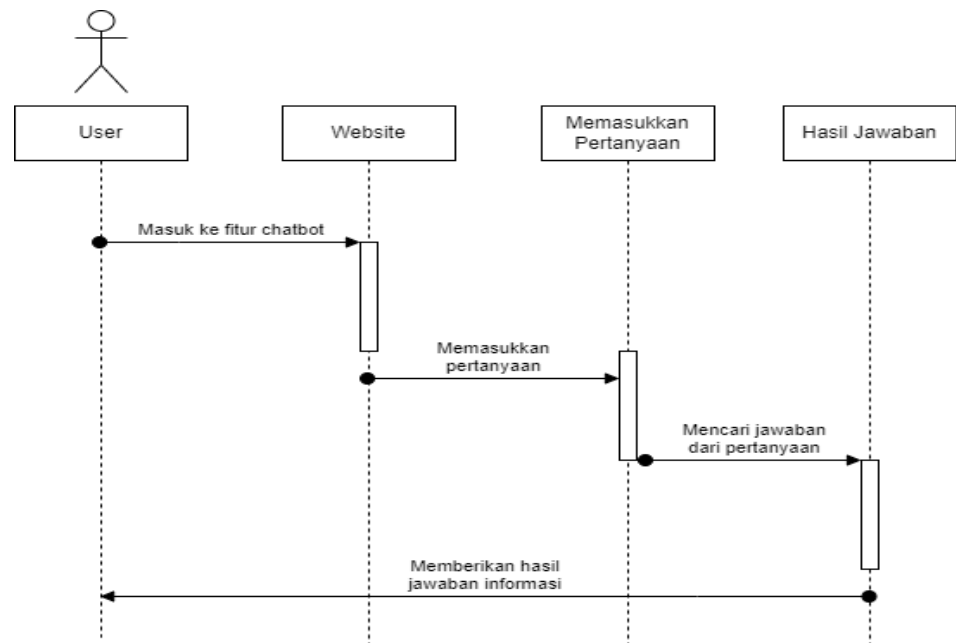 User
Website
Memasukkan
Pertanyaan
Hasil Jawaban
Masuk ke fitur chatbot
Memasukkan
pertanyaan
Mencari jawaban
dari pertanyaan
Memberikan hasil
jawaban informasi